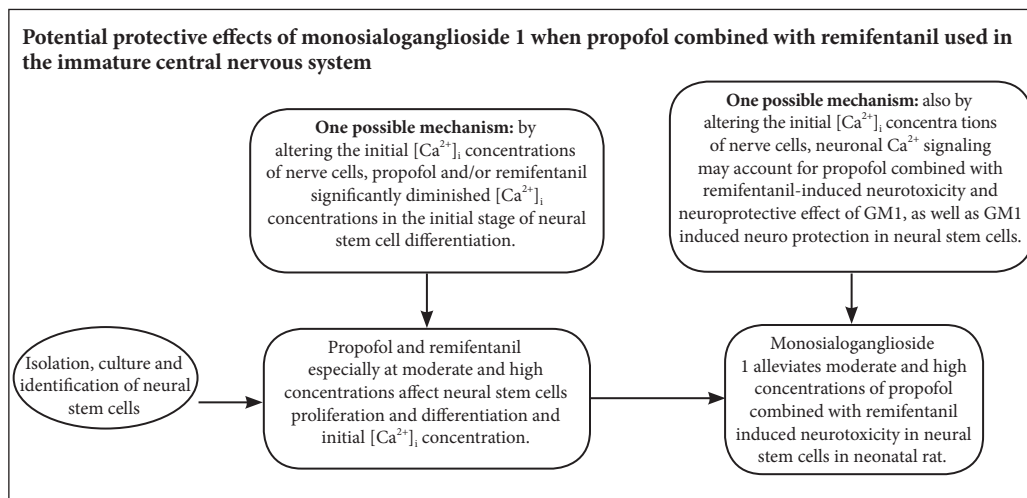 Potential protective effects of monosialoganglioside 1 when propofol combined with remifentanil used in
the immature central nervous system
One possible mechanism: by
altering the initial [Ca²⁺]ᵢ concentrations
of nerve cells, propofol and/or remifentanil
significantly diminished [Ca²⁺]ᵢ
concentrations in the initial stage of neural
stem cell differentiation.
One possible mechanism: also by
altering the initial [Ca²⁺]ᵢ concentra tions
of nerve cells, neuronal Ca²⁺ signaling
may account for propofol combined with
remifentanil-induced neurotoxicity and
neuroprotective effect of GM1, as well as GM1
induced neuro protection in neural stem cells.
Isolation, culture and
identification of neural
stem cells
Propofol and remifentanil
especially at moderate and high
concentrations affect neural stem cells
proliferation and differentiation and
initial [Ca²⁺]ᵢ concentration.
Monosialoganglioside
1 alleviates moderate and high
concentrations of propofol
combined with remifentanil
induced neurotoxicity in neural
stem cells in neonatal rat.